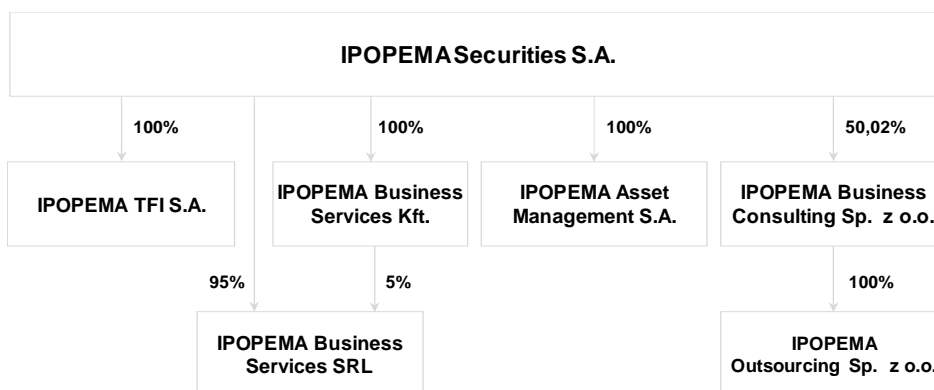 IPOPEMA Securities S.A.
100%
100%
100%
50,02%
IPOPEMA TFI S.A.
IPOPEMA Business
Services Kft.
IPOPEMA Asset
Management S.A.
IPOPEMA Business
Consulting Sp. z o.o.
95%
5%
100%
IPOPEMA Business
Services SRL
IPOPEMA
Outsourcing Sp. z o.o.